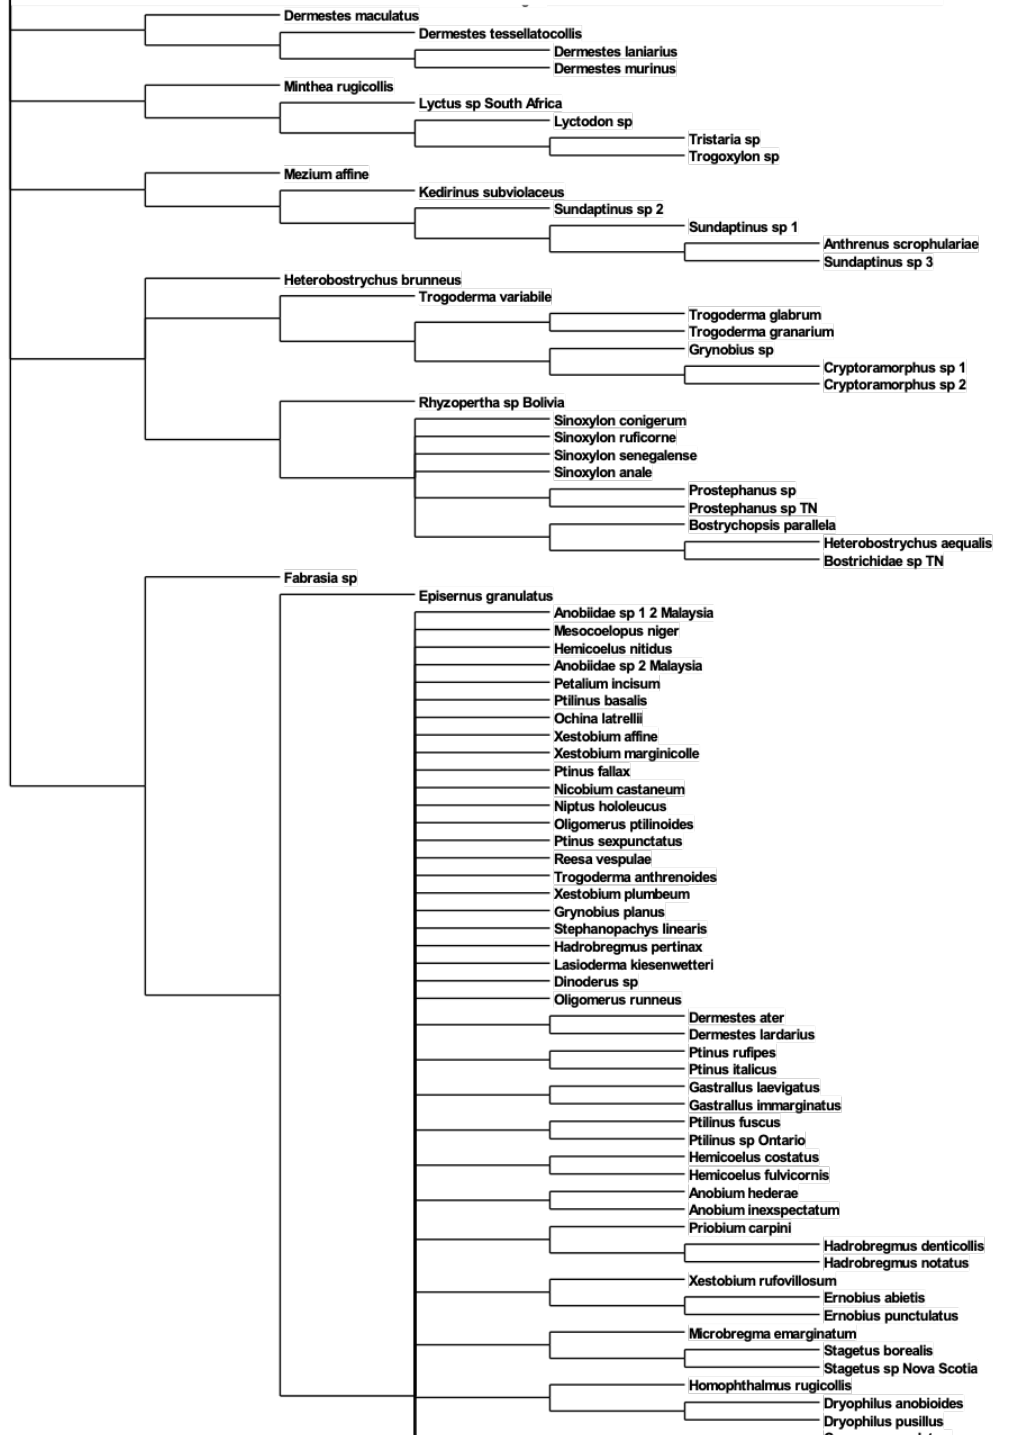 Dermestes maculatus
Dermestes tessellatocollis
Dermestes laniarius
Dermestes murinus
Minthea rugicollis
Lyctus sp South Africa
Lyctodon sp
Tristaria sp
Trogoxylon sp
Mezium affine
Kedirinus subviolaceus
Sundaptinus sp 2
Sundaptinus sp 1
Anthrenus scrophulariae
Sundaptinus sp 3
Heterobostrychus brunneus
Trogoderma variabile
Trogoderma glabrum
Trogoderma granarium
Grynobius sp
Cryptoramorphus sp 1
Cryptoramorphus sp 2
Rhyzopertha sp Bolivia
Sinoxylon conigerum
Sinoxylon ruficorne
Sinoxylon senegalense
Sinoxylon anale
Prostephanus sp
Prostephanus sp TN
Bostrychopsis parallela
Heterobostrychus aequalis
Bostrichidae sp TN
Fabrasia sp
Episernus granulatus
Anobiidae sp 1 2 Malaysia
Mesocoelopus niger
Hemicoelus nitidus
Anobiidae sp 2 Malaysia
Petalium incisum
Ptilinus basalis
Ochina latrellii
Xestobium affine
Xestobium marginicolle
Ptinus fallax
Nicobium castaneum
Niptus hololeucus
Oligomerus ptilinoides
Ptinus sexpunctatus
Reesa vespulae
Trogoderma anthrenoides
Xestobium plumbeum
Grynobius planus
Stephanopachys linearis
Hadrobregmus pertinax
Lasioderma kiesenwetteri
Dinoderus sp
Oligomerus runneus
Dermestes ater
Dermestes lardarius
Ptinus rufipes
Ptinus italicus
Gastrallus laevigatus
Gastrallus immarginatus
Ptilinus fuscus
Ptilinus sp Ontario
Hemicoelus costatus
Hemicoelus fulvicornis
Anobium hederae
Anobium inexspectatum
Priobium carpini
Hadrobregmus denticollis
Hadrobregmus notatus
Xestobium rufovillosum
Ernobius abietis
Ernobius punctulatus
Microbregma emarginatum
Stagetus borealis
Stagetus sp Nova Scotia
Homophthalmus rugicollis
Dryophilus anobioides
Dryophilus pusillus